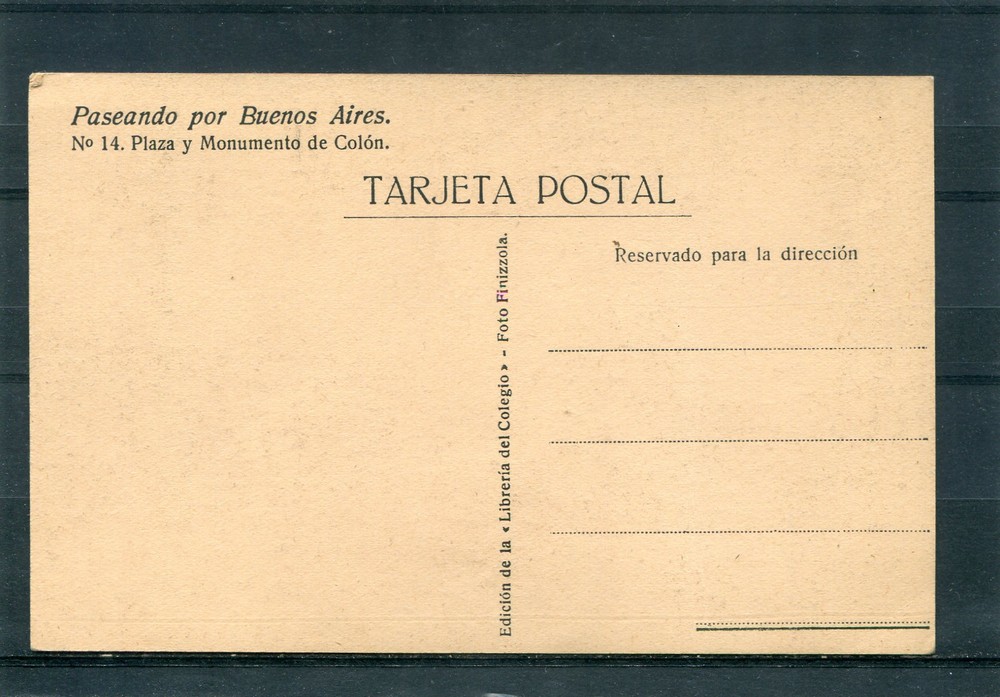 Paseando por Buenos Aires.
Nº 14. Plaza y Monumento de Colón.
TARJETA POSTAL
Edición de la « Librería del Colegio » - Foto Finizzola.
Reservado para la dirección